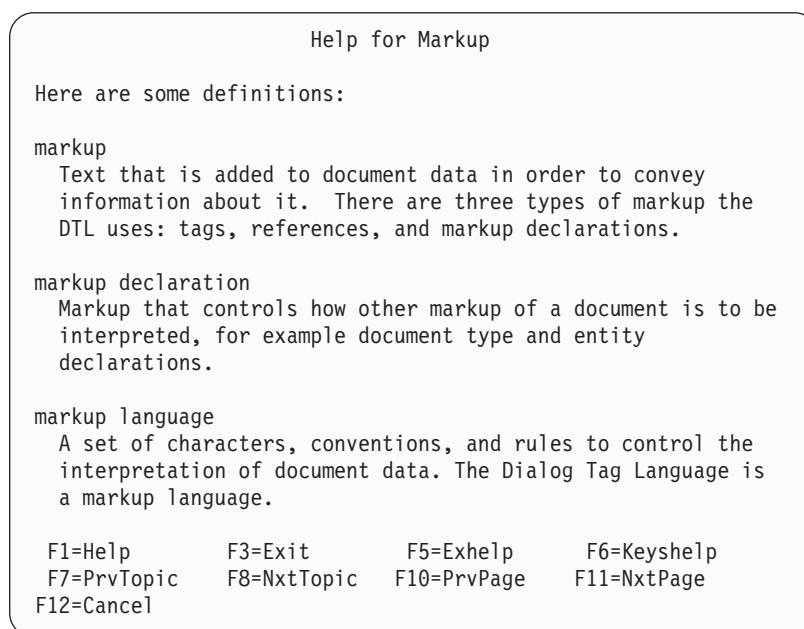 Help for Markup
Here are some definitions:
markup
Text that is added to document data in order to convey
information about it.  There are three types of markup the
DTL uses: tags, references, and markup declarations.
markup declaration
Markup that controls how other markup of a document is to be
interpreted, for example document type and entity
declarations.
markup language
A set of characters, conventions, and rules to control the
interpretation of document data. The Dialog Tag Language is
a markup language.
F1=Help F3=Exit F5=Exhelp F6=Keyshelp
F7=PrvTopic F8=NxtTopic F10=PrvPage F11=NxtPage
F12=Cancel